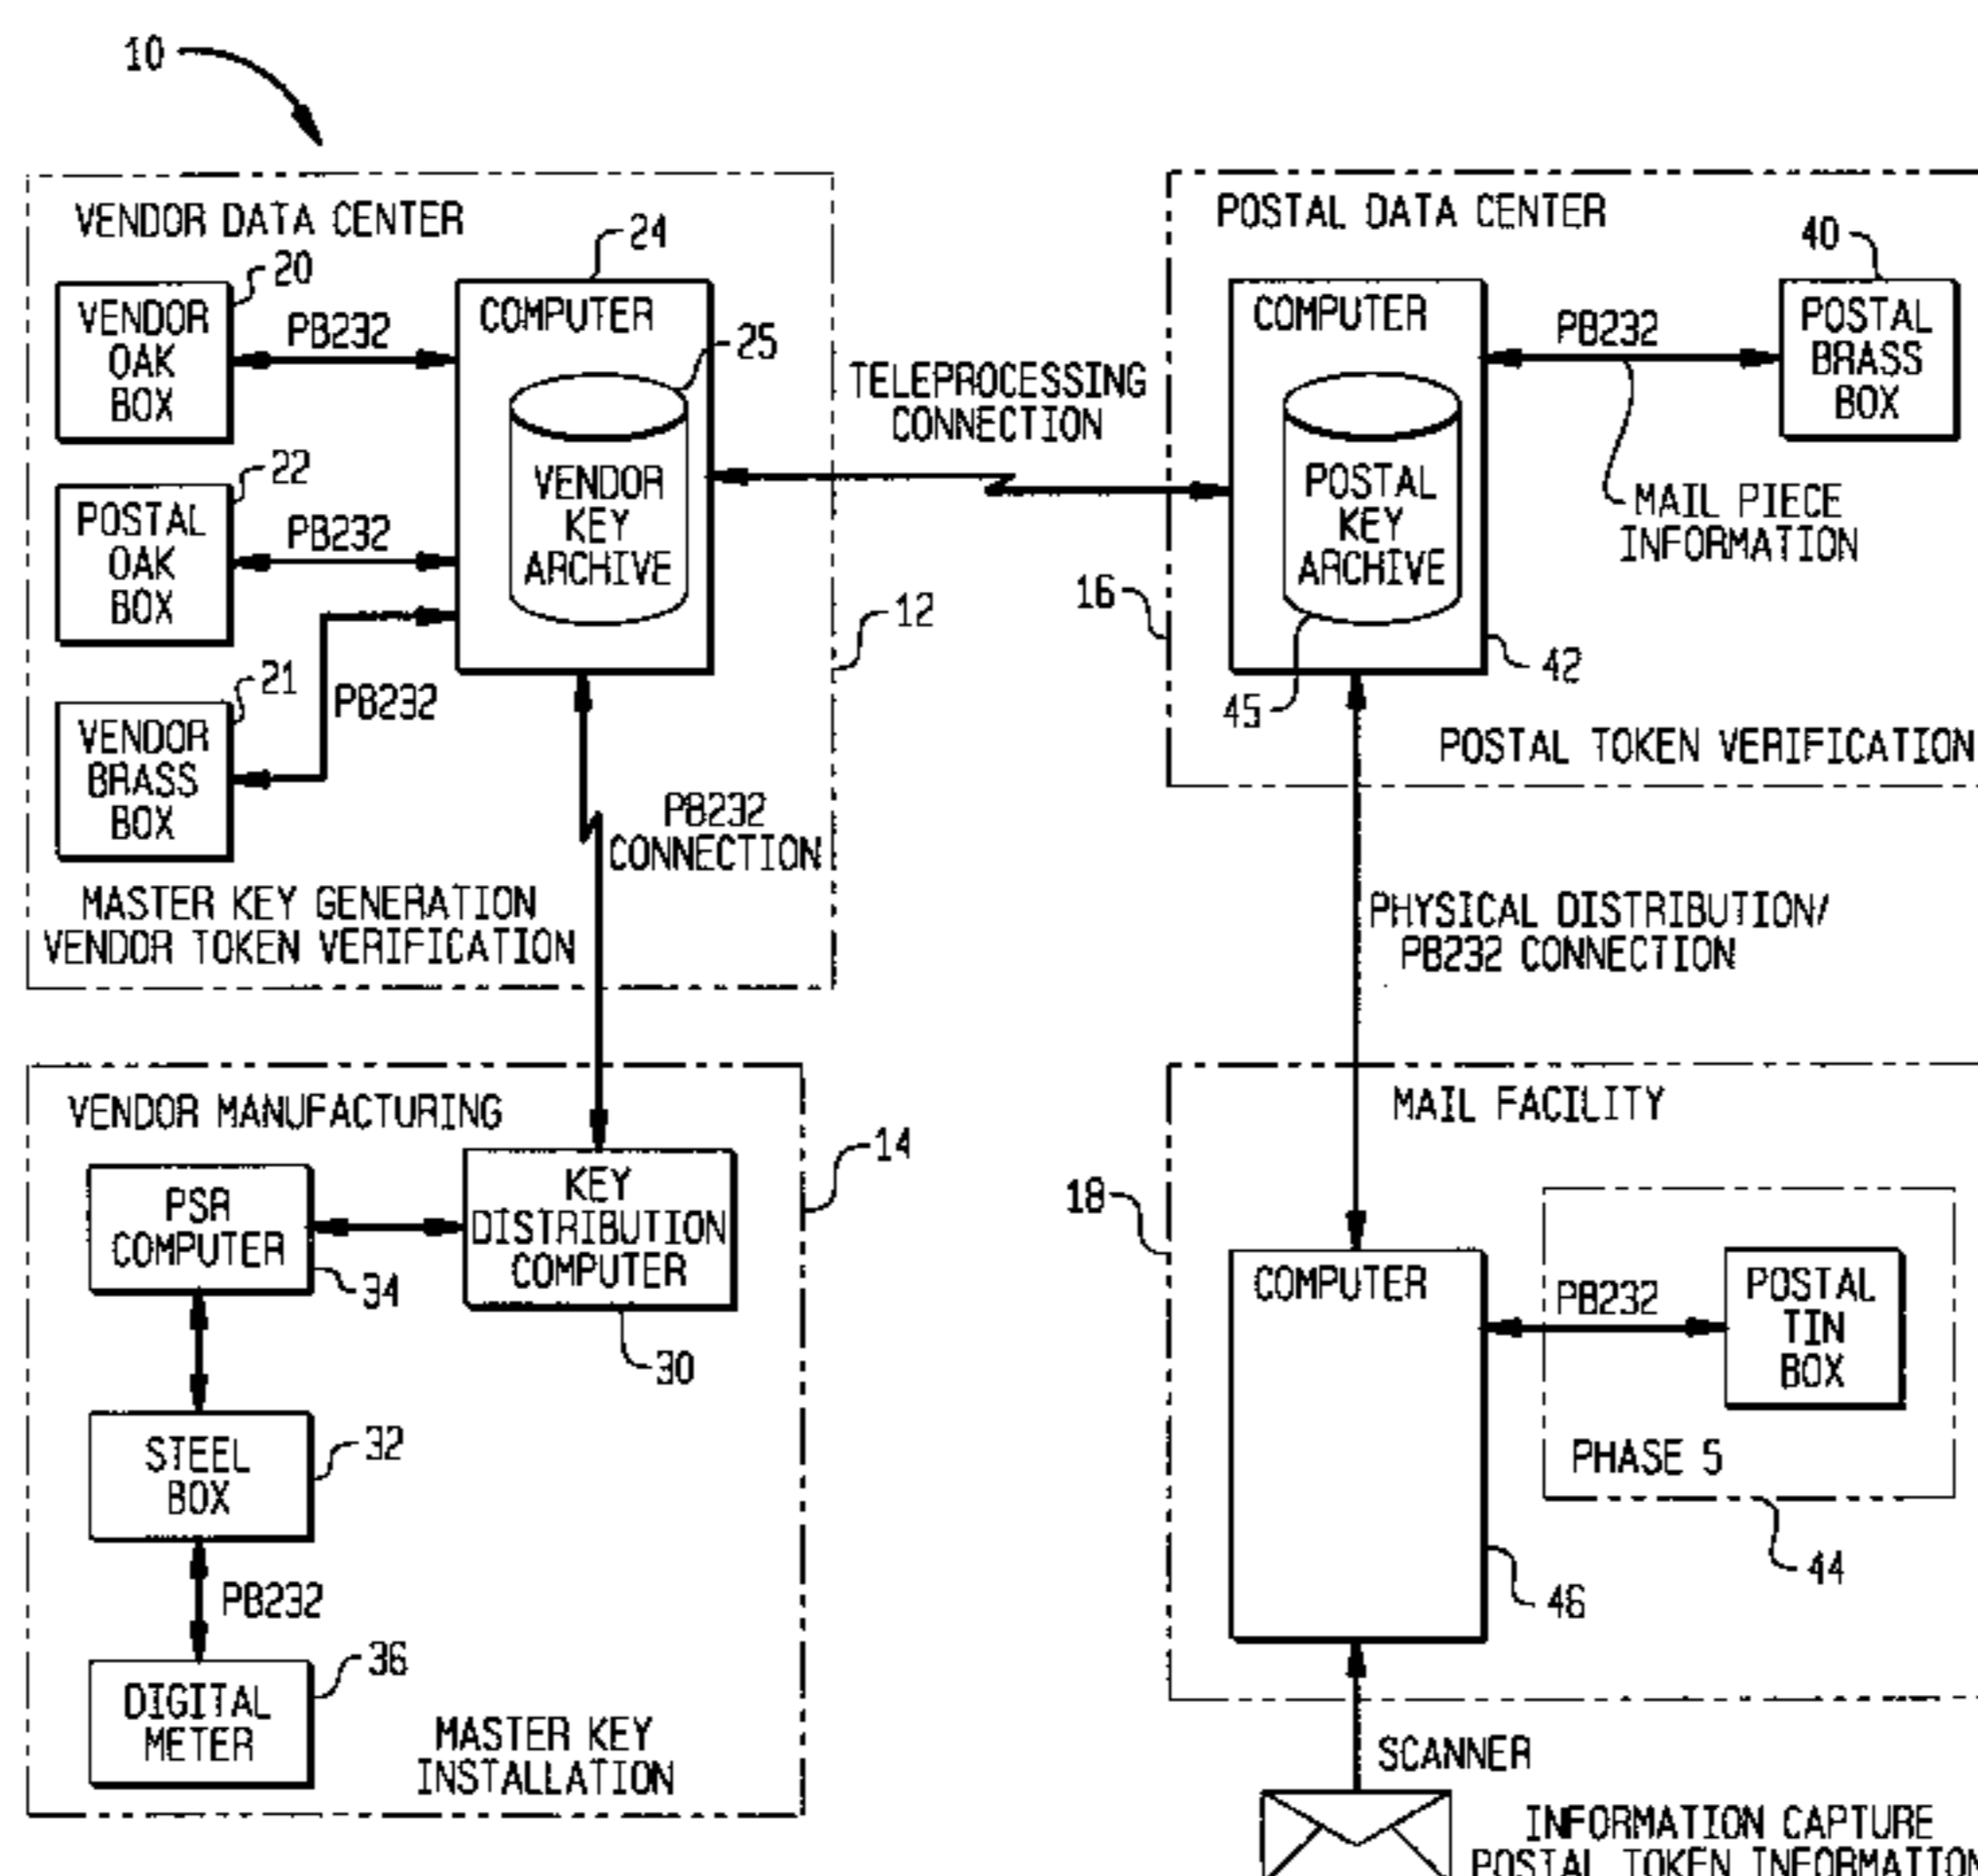 10
VENDOR DATA CENTER
20
VENDOR
OAK
BOX
PB232
24
COMPUTER
25
VENDOR
KEY
ARCHIVE
22
POSTAL
OAK
BOX
PB232
21
VENDOR
BRASS
BOX
PB232
12
MASTER KEY GENERATION
VENDOR TOKEN VERIFICATION
PB232
CONNECTION
TELEPROCESSING
CONNECTION
POSTAL DATA CENTER
40
COMPUTER
PB232
POSTAL
BRASS
BOX
POSTAL
KEY
ARCHIVE
MAIL PIECE
INFORMATION
16
45
42
POSTAL TOKEN VERIFICATION
PHYSICAL DISTRIBUTION/
PB232 CONNECTION
VENDOR MANUFACTURING
14
PSR
COMPUTER
34
KEY
DISTRIBUTION
COMPUTER
30
STEEL
BOX
32
PB232
36
DIGITAL
METER
MASTER KEY
INSTALLATION
MAIL FACILITY
18
COMPUTER
PB232
POSTAL
TIN
BOX
PHASE 5
44
46
SCANNER
INFORMATION CAPTURE
POSTAL TOKEN INFORMATION